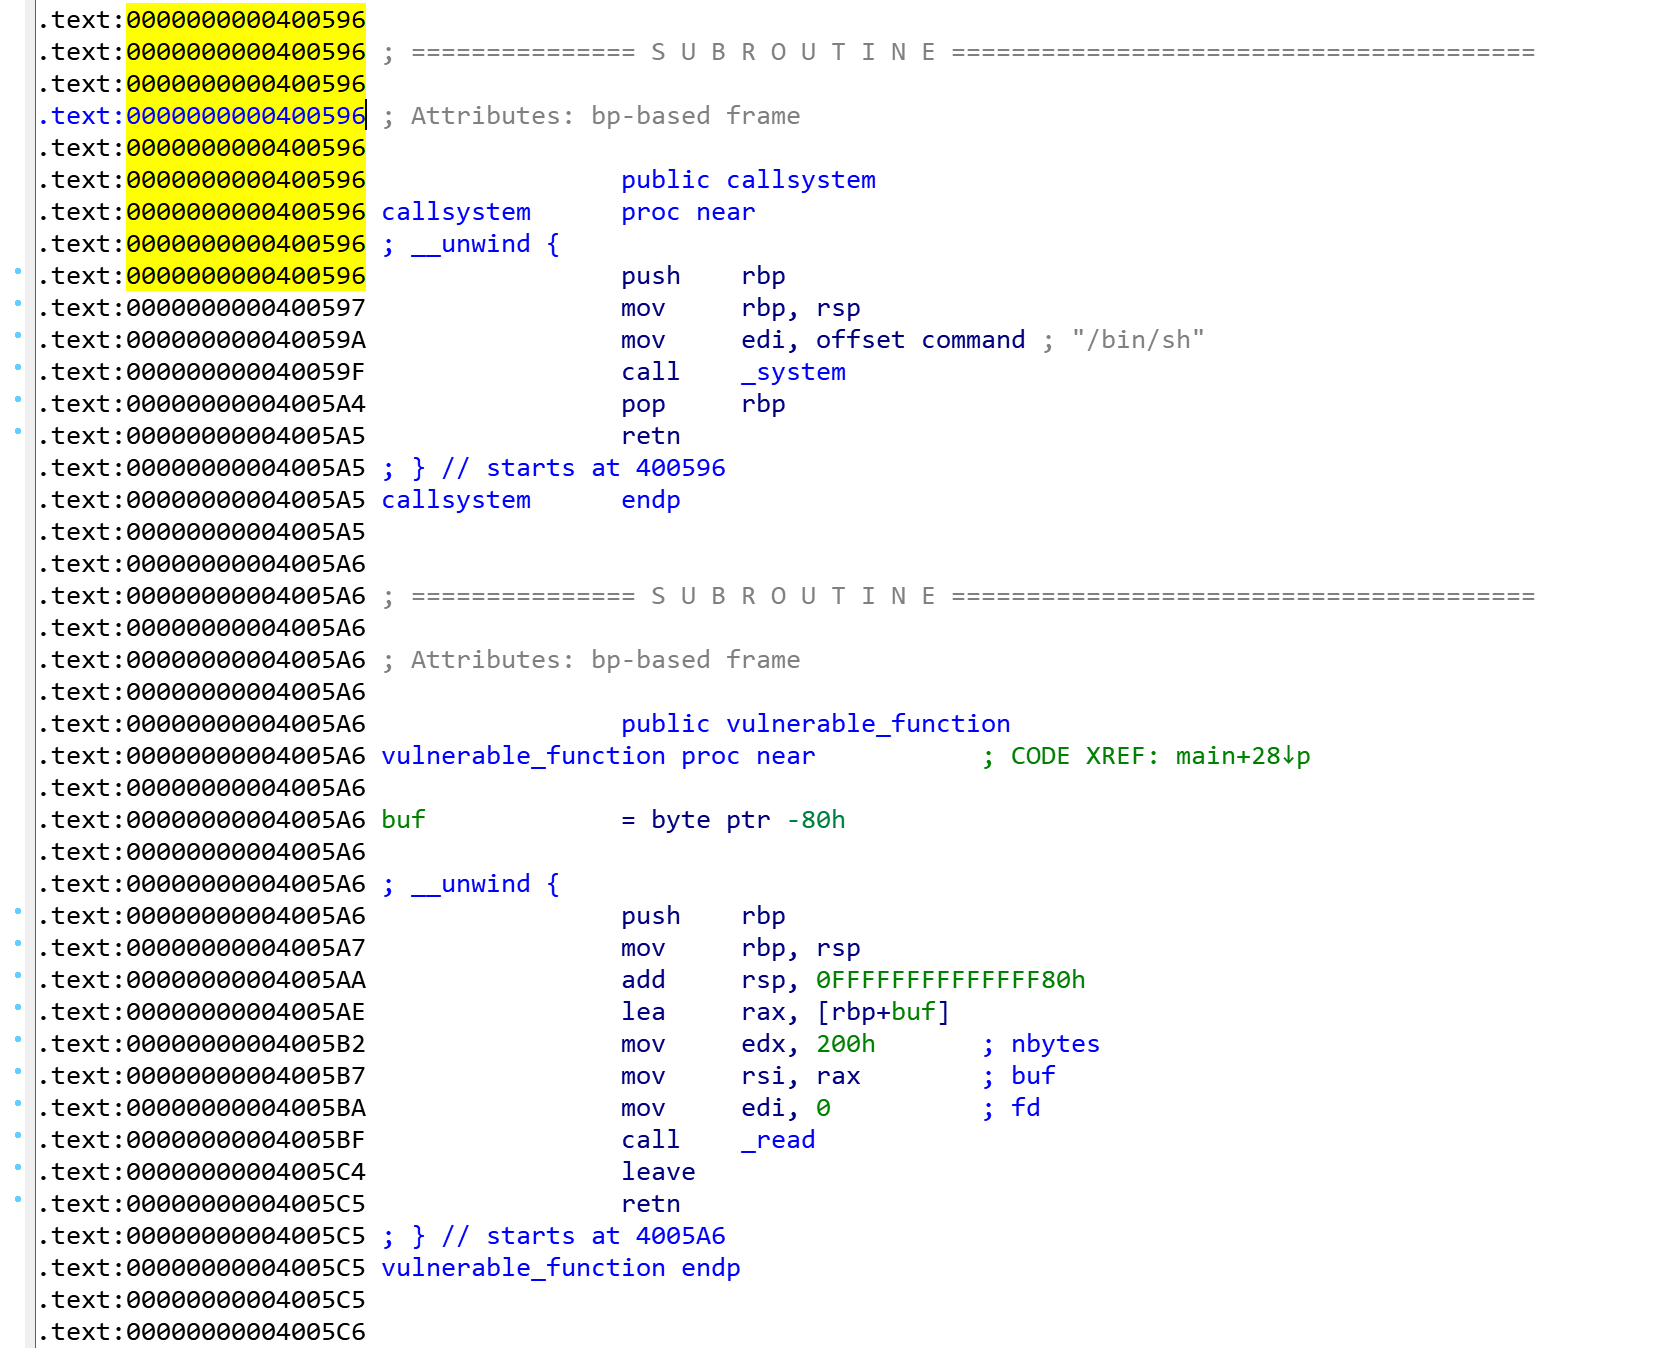 .text:0000000000400596
.text:0000000000400596 ; =============== S U B R O U T I N E =======================================
.text:0000000000400596
.text:0000000000400596 ; Attributes: bp-based frame
.text:0000000000400596
.text:0000000000400596                 public callsystem
.text:0000000000400596 callsystem      proc near
.text:0000000000400596 ; __unwind {
.text:0000000000400596                 push    rbp
.text:0000000000400597                 mov     rbp, rsp
.text:000000000040059A                 mov     edi, offset command ; "/bin/sh"
.text:000000000040059F                 call    _system
.text:00000000004005A4                 pop     rbp
.text:00000000004005A5                 retn
.text:00000000004005A5 ; } // starts at 400596
.text:00000000004005A5 callsystem      endp
.text:00000000004005A5
.text:00000000004005A6
.text:00000000004005A6 ; =============== S U B R O U T I N E =======================================
.text:00000000004005A6
.text:00000000004005A6 ; Attributes: bp-based frame
.text:00000000004005A6
.text:00000000004005A6                 public vulnerable_function
.text:00000000004005A6 vulnerable_function proc near           ; CODE XREF: main+28↓p
.text:00000000004005A6
.text:00000000004005A6 buf             = byte ptr -80h
.text:00000000004005A6
.text:00000000004005A6 ; __unwind {
.text:00000000004005A6                 push    rbp
.text:00000000004005A7                 mov     rbp, rsp
.text:00000000004005AA                 add     rsp, 0FFFFFFFFFFFFFF80h
.text:00000000004005AE                 lea     rax, [rbp+buf]
.text:00000000004005B2                 mov     edx, 200h       ; nbytes
.text:00000000004005B7                 mov     rsi, rax        ; buf
.text:00000000004005BA                 mov     edi, 0          ; fd
.text:00000000004005BF                 call    _read
.text:00000000004005C4                 leave
.text:00000000004005C5                 retn
.text:00000000004005C5 ; } // starts at 4005A6
.text:00000000004005C5 vulnerable_function endp
.text:00000000004005C5
.text:00000000004005C6